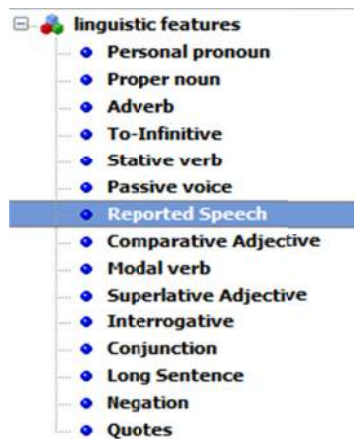 linguistic features
Personal pronoun
Proper noun
Adverb
To-Infinitive
Stative verb
Passive voice
Reported Speech
Comparative Adjective
Modal verb
Superlative Adjective
Interrogative
Conjunction
Long Sentence
Negation
Quotes